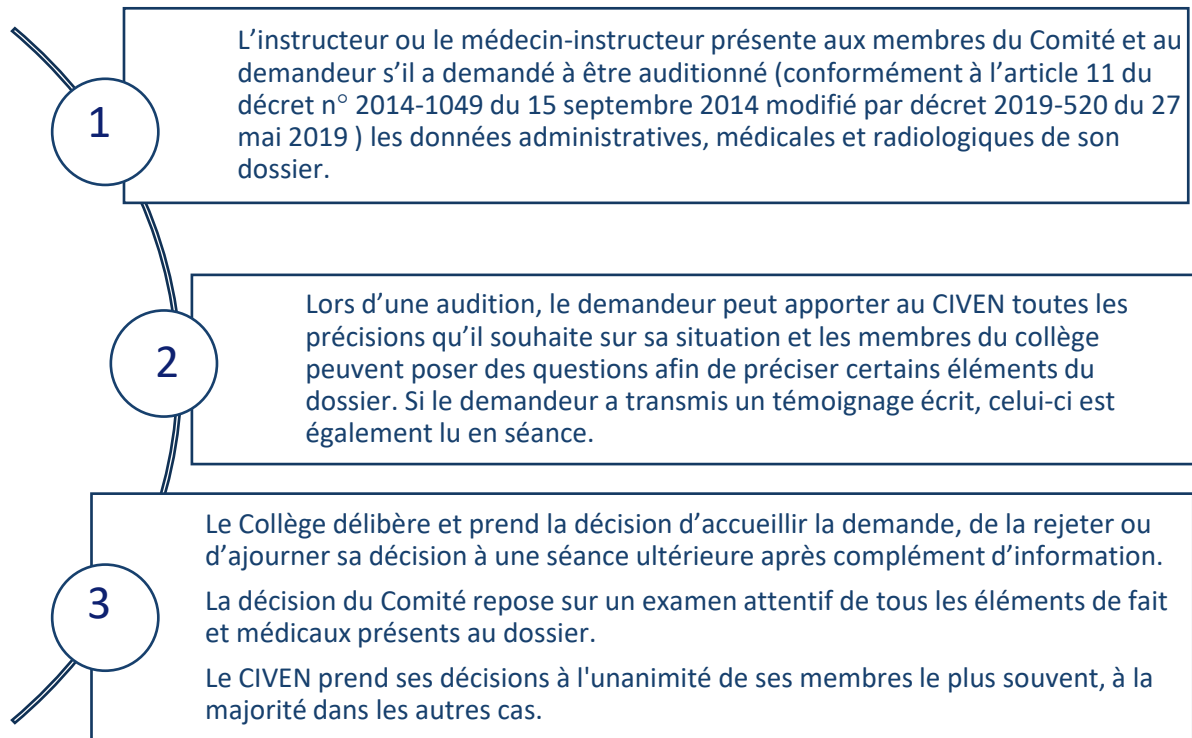 1
L’instructeur ou le médecin-instructeur présente aux membres du Comité et au
demandeur s’il a demandé à être auditionné (conformément à l’article 11 du
décret n° 2014-1049 du 15 septembre 2014 modifié par décret 2019-520 du 27
mai 2019 ) les données administratives, médicales et radiologiques de son
dossier.
2
Lors d’une audition, le demandeur peut apporter au CIVEN toutes les
précisions qu’il souhaite sur sa situation et les membres du collège
peuvent poser des questions afin de préciser certains éléments du
dossier. Si le demandeur a transmis un témoignage écrit, celui-ci est
également lu en séance.
3
Le Collège délibère et prend la décision d’accueillir la demande, de la rejeter ou
d’ajourner sa décision à une séance ultérieure après complément d’information.
La décision du Comité repose sur un examen attentif de tous les éléments de fait
et médicaux présents au dossier.
Le CIVEN prend ses décisions à l'unanimité de ses membres le plus souvent, à la
majorité dans les autres cas.